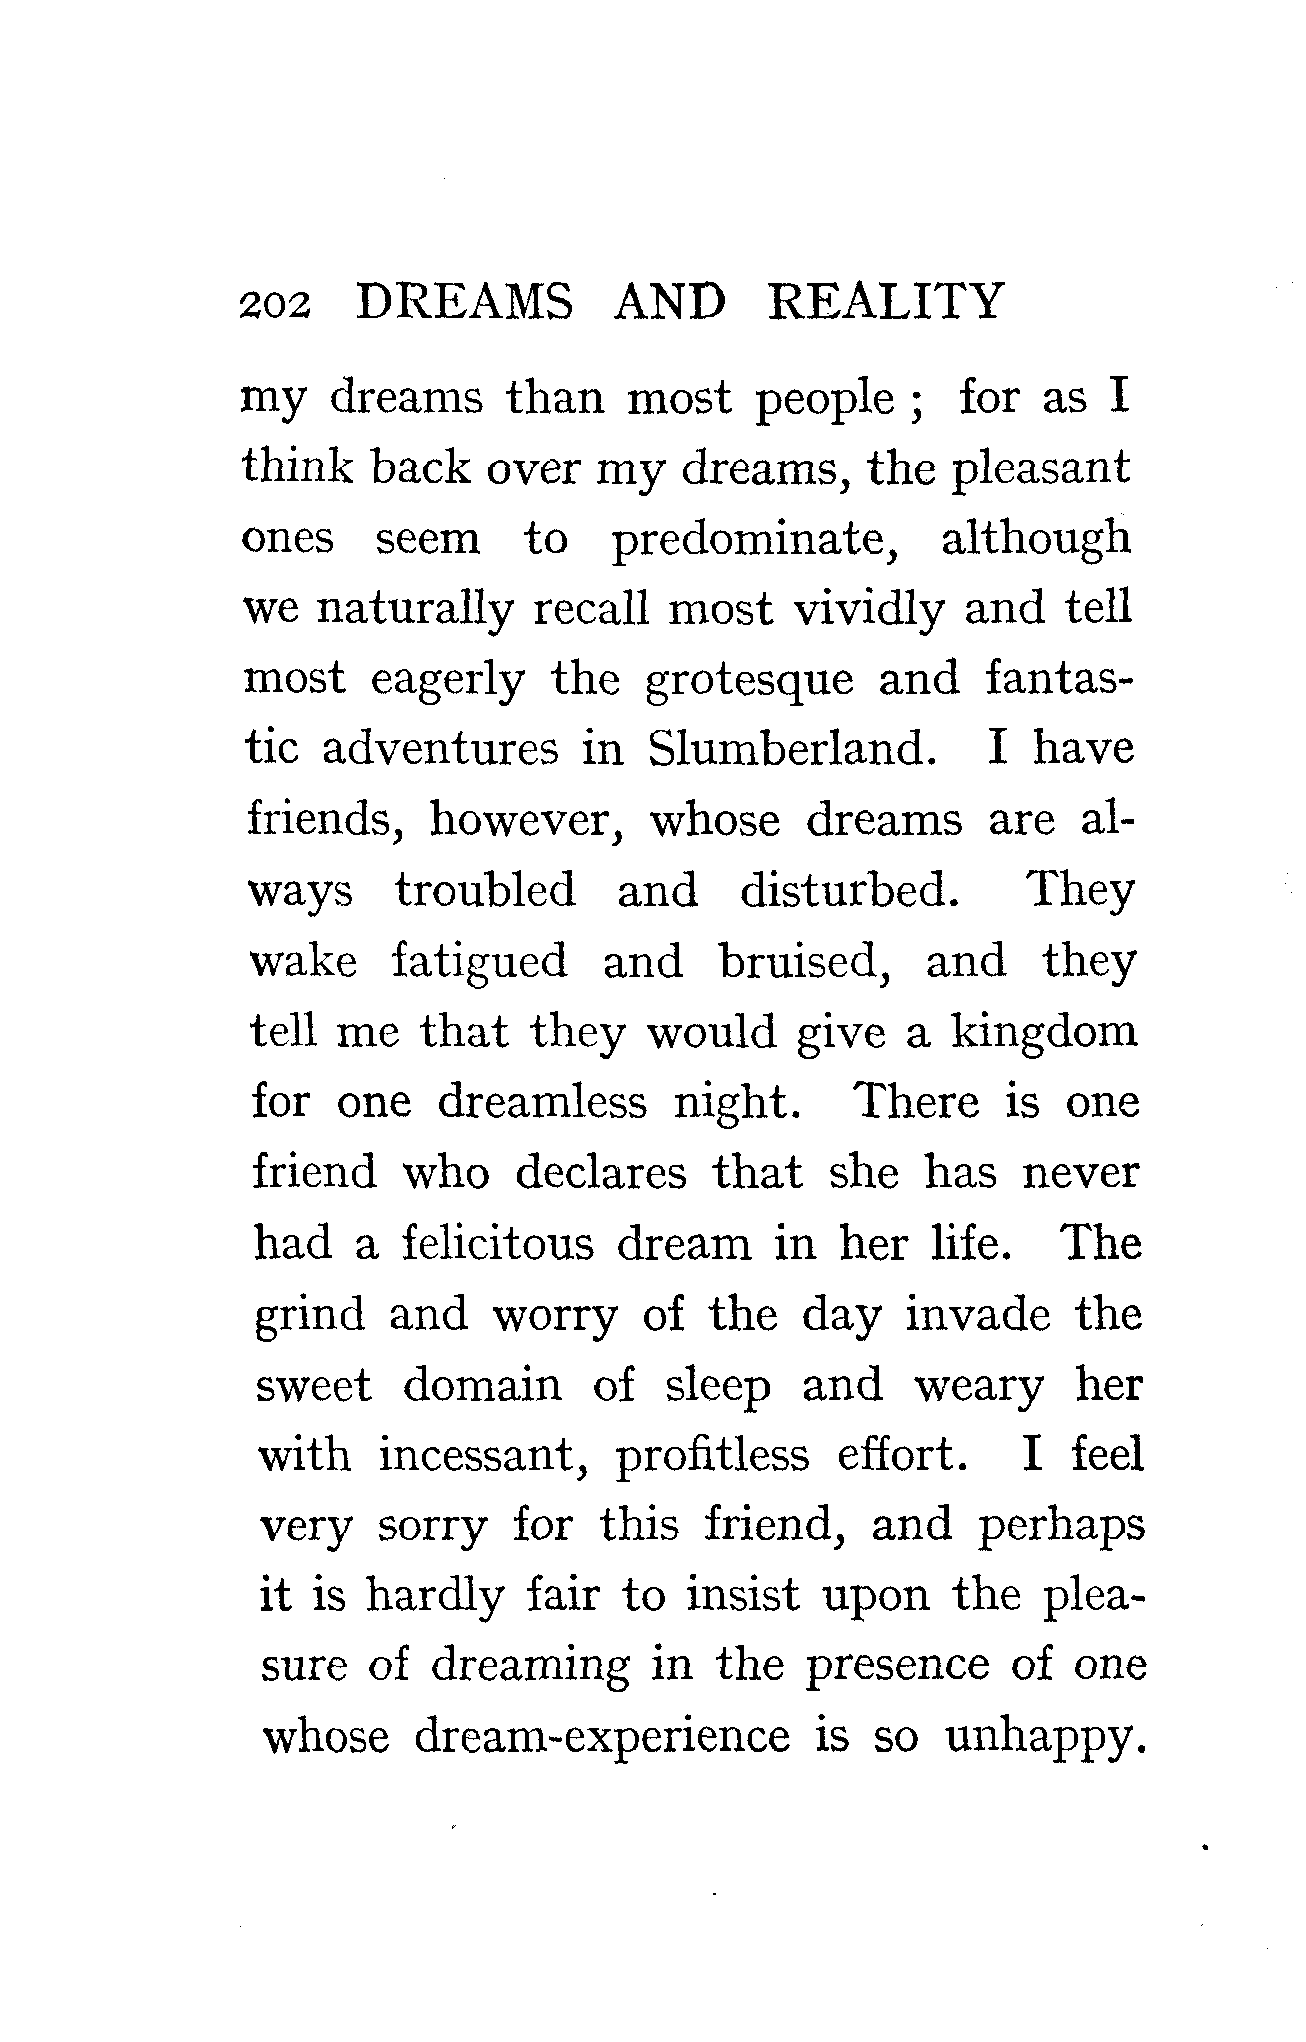 202 DREAMS AND REALITY
my dreams than most people ; for as I
think back over my dreams, the pleasant
ones seem to predominate, although
we naturally recall most vividly and tell
most eagerly the grotesque and fantas-
tic adventures in Slumberland. I have
friends, however, whose dreams are al-
ways troubled and disturbed. They
wake fatigued and bruised, and they
tell me that they would give a kingdom
for one dreamless night. There is one
friend who declares that she has never
had a felicitous dream in her life. The
grind and worry of the day invade the
sweet domain of sleep and weary her
with incessant, profitless effort. I feel
very sorry for this friend, and perhaps
it is hardly fair to insist upon the plea-
sure of dreaming in the presence of one
whose dream-experience is so unhappy.